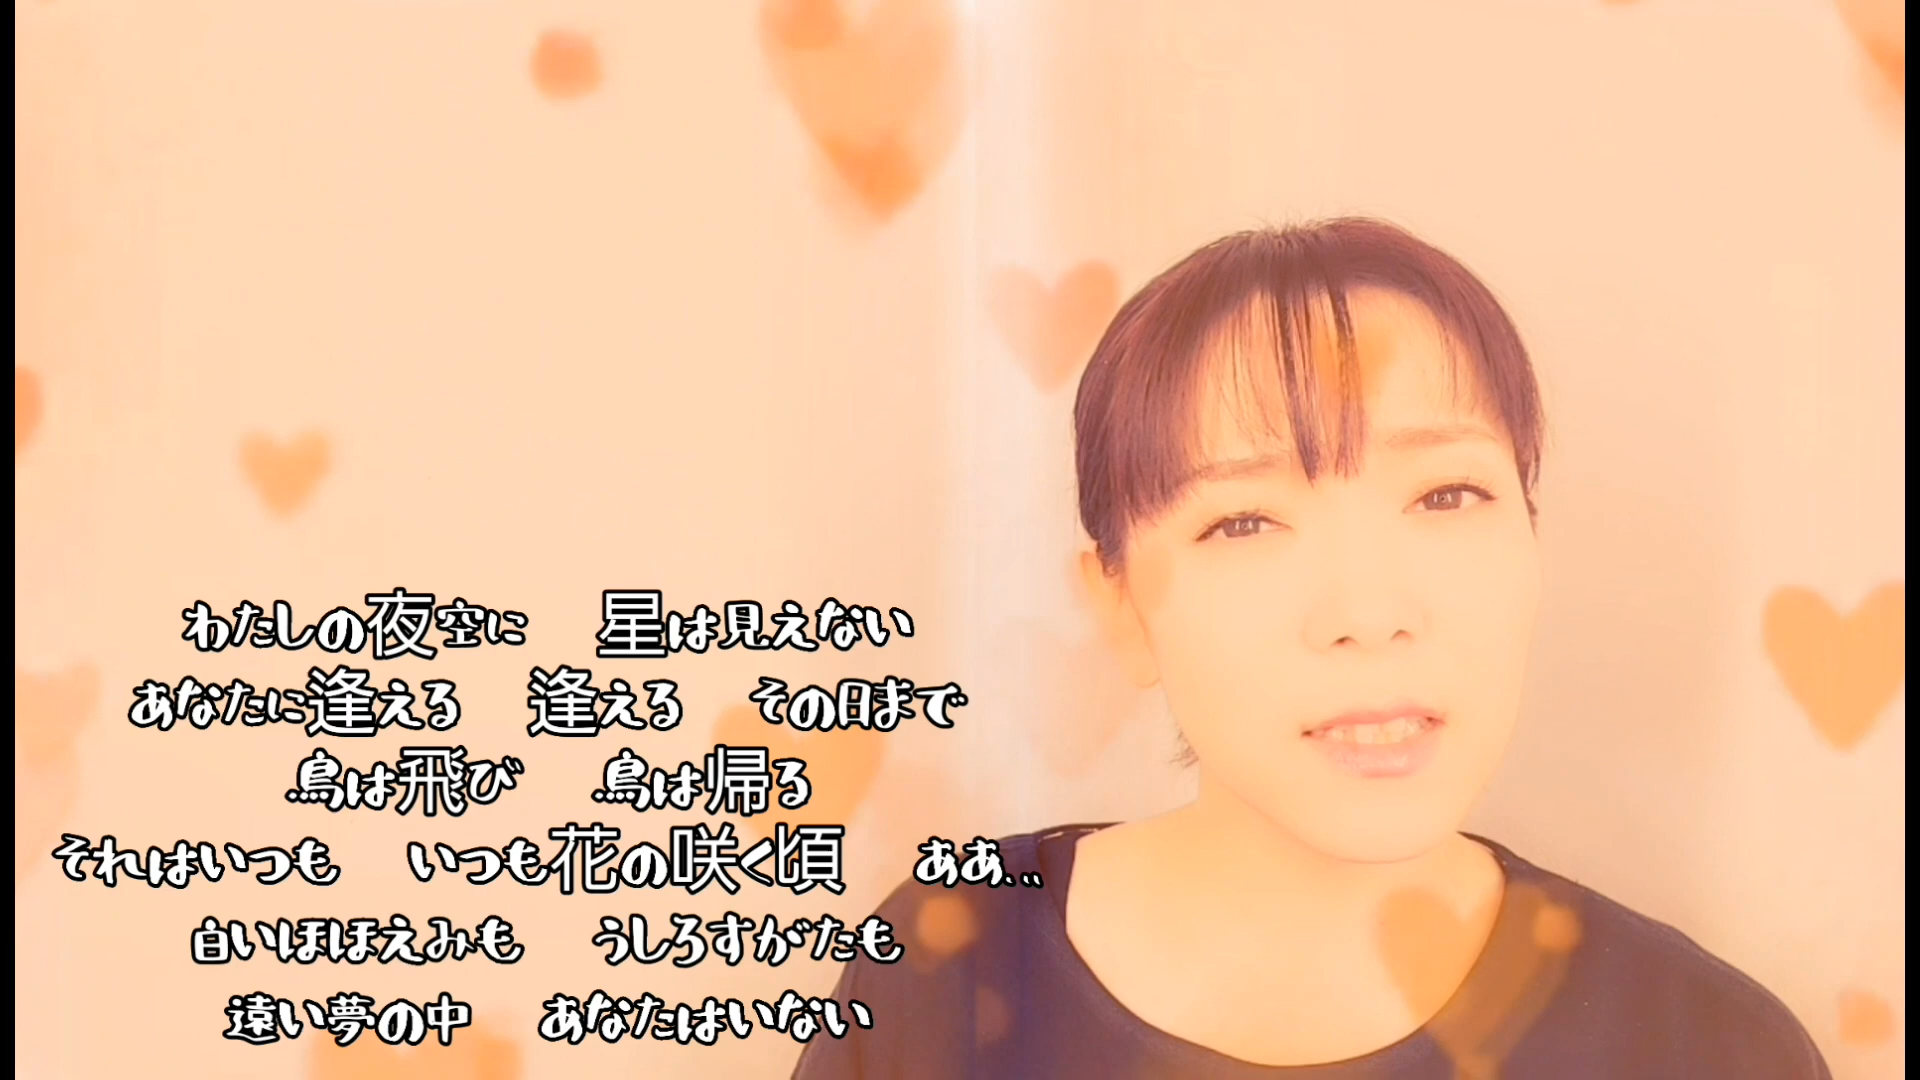 わたしの夜空に　星は見えない
あなたに逢える　逢える　その日まで
鳥は飛び　鳥は帰る
それはいつも　いつも花の咲く頃　ああ...
白いほほえみも　うしろすがたも
遠い夢の中　あなたはいない